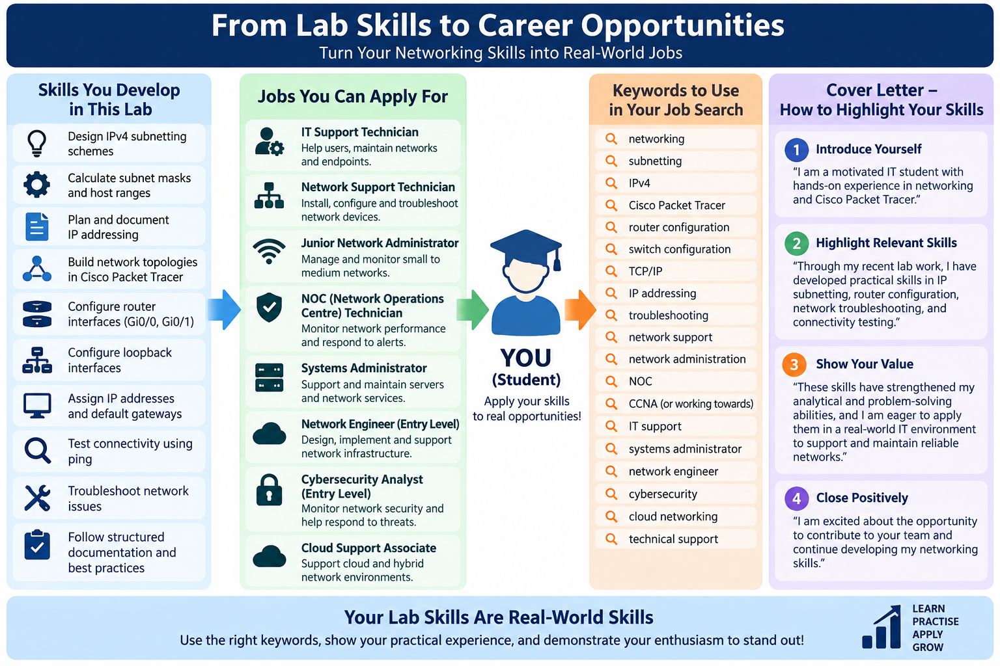 From Lab Skills to Career Opportunities
Turn Your Networking Skills into Real-World Jobs
Skills You Develop
in This Lab
Design IPv4 subnetting
schemes
Calculate subnet masks
and host ranges
Plan and document
IP addressing
Build network topologies
in Cisco Packet Tracer
Configure router
interfaces (Gi0/0, Gi0/1)
Configure loopback
interfaces
Assign IP addresses
and default gateways
Test connectivity using
ping
Troubleshoot network
issues
Follow structured
documentation and
best practices
Jobs You Can Apply For
IT Support Technician
Help users, maintain networks
and endpoints.
Network Support Technician
Install, configure and troubleshoot
network devices.
Junior Network Administrator
Manage and monitor small to
medium networks.
NOC (Network Operations
Centre) Technician
Monitor network performance
and respond to alerts.
Systems Administrator
Support and maintain servers
and network services.
Network Engineer (Entry Level)
Design, implement and support
network infrastructure.
Cybersecurity Analyst
(Entry Level)
Monitor network security and
help respond to threats.
Cloud Support Associate
Support cloud and hybrid
network environments.
YOU
(Student)
Apply your skills
to real opportunities!
Keywords to Use
in Your Job Search
networking
subnetting
IPv4
Cisco Packet Tracer
router configuration
switch configuration
TCP/IP
IP addressing
troubleshooting
network support
network administration
NOC
CCNA (or working towards)
IT support
systems administrator
network engineer
cybersecurity
cloud networking
technical support
Cover Letter –
How to Highlight Your Skills
1 Introduce Yourself
“I am a motivated IT student with
hands-on experience in networking
and Cisco Packet Tracer.”
2 Highlight Relevant Skills
“Through my recent lab work, I have
developed practical skills in IP
subnetting, router configuration,
network troubleshooting, and
connectivity testing.”
3 Show Your Value
“These skills have strengthened my
analytical and problem-solving
abilities, and I am eager to apply
them in a real-world IT environment
to support and maintain reliable
networks.”
4 Close Positively
“I am excited about the opportunity
to contribute to your team and
continue developing my networking
skills.”
Your Lab Skills Are Real-World Skills
Use the right keywords, show your practical experience, and demonstrate your enthusiasm to stand out!
LEARN
PRACTISE
APPLY
GROW